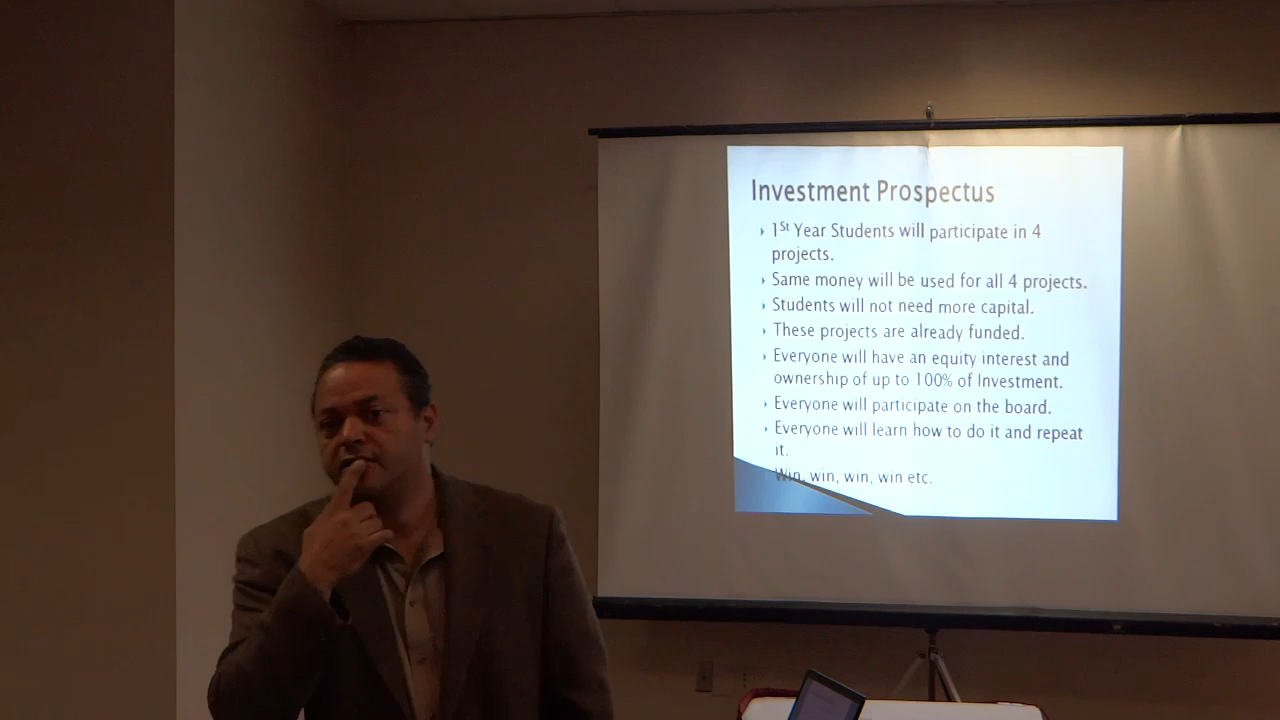 Investment Prospectus
1St Year Students will participate in 4
projects.
Same money will be used for all 4 projects.
Students will not need more capital.
These projects are already funded.
Everyone will have an equity interest and
ownership of up to 100% of Investment.
Everyone will participate on the board.
Everyone will learn how to do it and repeat
it.
Win, win, win, win etc.